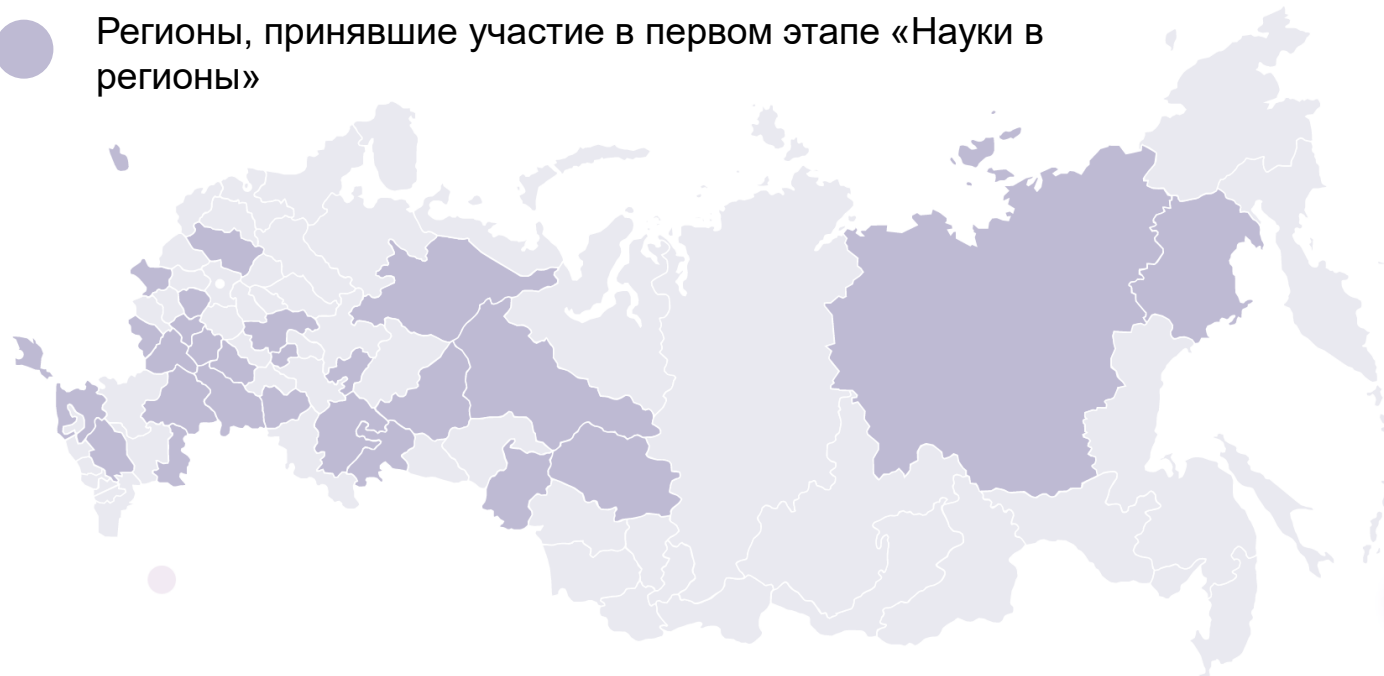 Регионы, принявшие участие в первом этапе «Науки в
регионы»